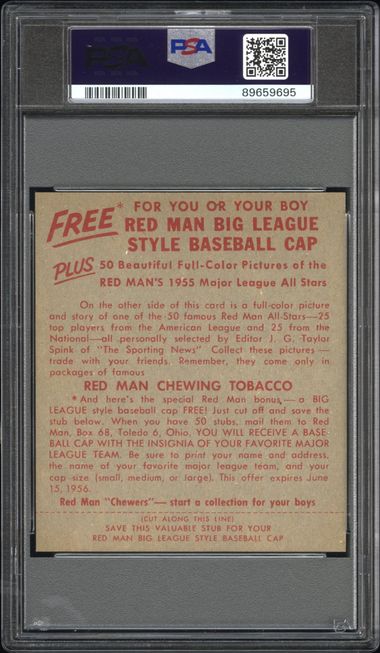 PSA
PSA
89659695
FREE* FOR YOU OR YOUR BOY
RED MAN BIG LEAGUE
STYLE BASEBALL CAP
PLUS 50 Beautiful Full-Color Pictures of the
RED MAN'S 1955 Major League All Stars
On the other side of this card is a full-color picture
and story of one of the 50 famous Red Man All-Stars—25
top players from the American League and 25 from the
National—all personally selected by Editor J. G. Taylor
Spink of "The Sporting News" Collect these pictures—
trade with your friends. Remember, they come only in
packages of famous
RED MAN CHEWING TOBACCO
*And here's the special Red Man bonus,—a BIG
LEAGUE style baseball cap FREE! Just cut off and save the
stub below. When you have 50 stubs, mail them to Red
Man, Box 68, Toledo 6, Ohio, YOU WILL RECEIVE A BASE-
BALL CAP WITH THE INSIGNIA OF YOUR FAVORITE MAJOR
LEAGUE TEAM. Be sure to print your name and address,
the name of your favorite major league team, and your
cap size (small, medium, or large). This offer expires June
15, 1956.
Red Man "Chewers"—start a collection for your boys
(CUT ALONG THIS LINE)
SAVE THIS VALUABLE STUB FOR YOUR
RED MAN BIG LEAGUE STYLE BASEBALL CAP